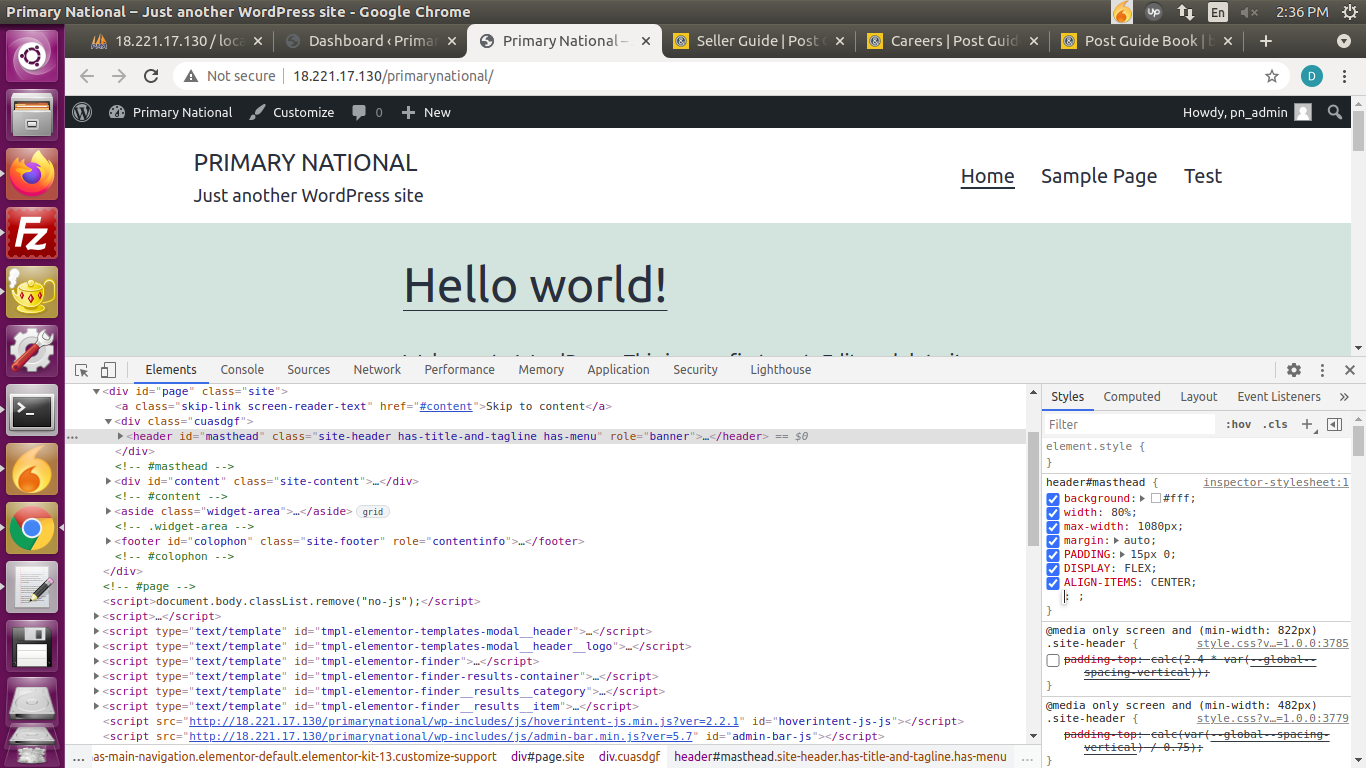 Primary National – Just another WordPress site - Google Chrome
Up
En
2:36 PM
18.221.17.130 / loca
Dashboard ‹ Primar
Primary National –
Seller Guide | Post G
Careers | Post Guid
Post Guide Book | b
Not secure
18.221.17.130/primarynational/
D
Primary National
Customize
0
New
Howdy, pn_admin
PRIMARY NATIONAL
Just another WordPress site
Home
Sample Page
Test
Hello world!
Elements
Console
Sources
Network
Performance
Memory
Application
Security
Lighthouse
<div id="page" class="site">
<a class="skip-link screen-reader-text" href="#content">Skip to content</a>
<div class="cuasdgf">
<header id="masthead" class="site-header has-title-and-tagline has-menu" role="banner">…</header> == $0
</div>
<!-- #masthead -->
<div id="content" class="site-content">…</div>
<!-- #content -->
<aside class="widget-area">…</aside> grid
<!-- .widget-area -->
<footer id="colophon" class="site-footer" role="contentinfo">…</footer>
<!-- #colophon -->
</div>
<!-- #page -->
<script>document.body.classList.remove("no-js");</script>
<script>…</script>
<script type="text/template" id="tmpl-elementor-templates-modal__header">…</script>
<script type="text/template" id="tmpl-elementor-templates-modal__header__logo">…</script>
<script type="text/template" id="tmpl-elementor-finder">…</script>
<script type="text/template" id="tmpl-elementor-finder-results-container">…</script>
<script type="text/template" id="tmpl-elementor-finder__results__category">…</script>
<script type="text/template" id="tmpl-elementor-finder__results__item">…</script>
<script src="http://18.221.17.130/primarynational/wp-includes/js/hoverintent-js.min.js?ver=2.2.1" id="hoverintent-js-js"></script>
<script src="http://18.221.17.130/primarynational/wp-includes/js/admin-bar.min.js?ver=5.7" id="admin-bar-js"></script>
... as-main-navigation.elementor-default.elementor-kit-13.customize-support
div#page.site
div.cuasdgf
header#masthead.site-header.has-title-and-tagline.has-menu
...
Styles
Computed
Layout
Event Listeners
»
Filter
:hov
.cls
element.style {
}
header#masthead {
inspector-stylesheet:1
background: #fff;
width: 80%;
max-width: 1080px;
margin: auto;
PADDING: 15px 0;
DISPLAY: FLEX;
ALIGN-ITEMS: CENTER;
: ;
}
@media only screen and (min-width: 822px)
.site-header {
style.css?v…=1.0.0:3785
padding-top: calc(2.4 * var(--global--
spacing-vertical));
}
@media only screen and (min-width: 482px)
.site-header {
style.css?v…=1.0.0:3779
padding-top: calc(var(--global--spacing-
vertical) / 0.75);
}